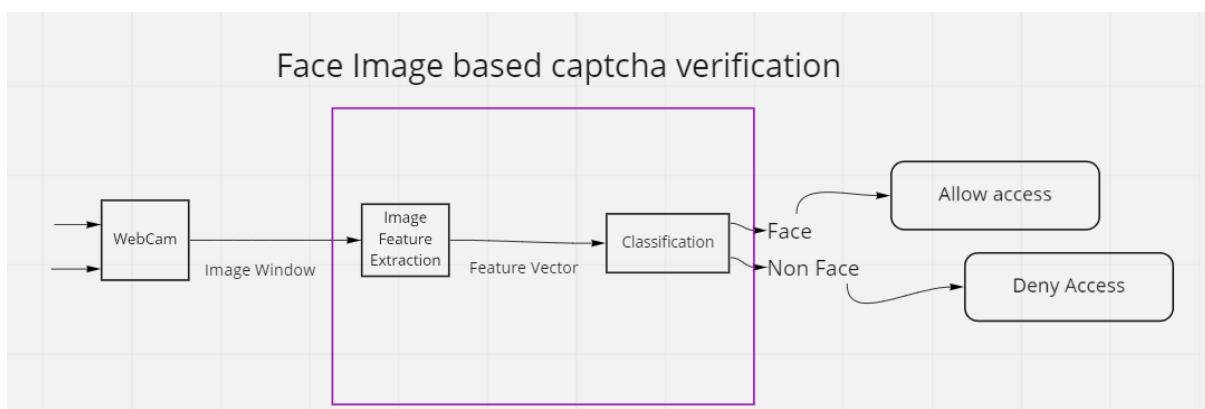 Face Image based captcha verification
WebCam
Image Window
Image
Feature
Extraction
Feature Vector
Classification
Face
Non Face
Allow access
Deny Access